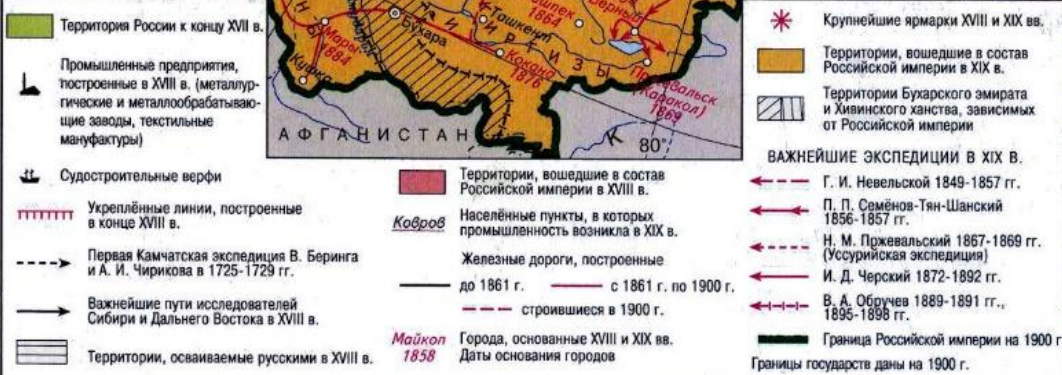 Территория России к концу XVII в.
Промышленные предприятия,
построенные в XVIII в. (металлур-
гические и металлообрабатываю-
щие заводы, текстильные
мануфактуры)
Судостроительные верфи
Укреплённые линии, построенные
в конце XVIII в.
Первая Камчатская экспедиция В. Беринга
и А. И. Чирикова в 1725-1729 гг.
Важнейшие пути исследователей
Сибири и Дальнего Востока в XVIII в.
Территории, осваиваемые русскими в XVIII в.
Ташкент
1864
Верный
Бухара
Мары
1884
Кушка
Коканд
1876
КИРГИЗЫ
Пржевальск
(Каракол)
1869
АФГАНИСТАН
К
80°
Территории, вошедшие в состав
Российской империи в XVIII в.
Ковров
Населённые пункты, в которых
промышленность возникла в XIX в.
Железные дороги, построенные
до 1861 г.
с 1861 г. по 1900 г.
строившиеся в 1900 г.
Майкоп
1858
Города, основанные XVIII и XIX вв.
Даты основания городов
Крупнейшие ярмарки XVIII и XIX вв.
Территории, вошедшие в состав
Российской империи в XIX в.
Территории Бухарского эмирата
и Хивинского ханства, зависимых
от Российской империи
ВАЖНЕЙШИЕ ЭКСПЕДИЦИИ В XIX В.
Г. И. Невельской 1849-1857 гг.
П. П. Семёнов-Тян-Шанский
1856-1857 гг.
Н. М. Пржевальский 1867-1869 гг.
(Уссурийская экспедиция)
И. Д. Черский 1872-1892 гг.
В. А. Обручев 1889-1891 гг.,
1895-1898 гг.
Граница Российской империи на 1900 г
Границы государств даны на 1900 г.